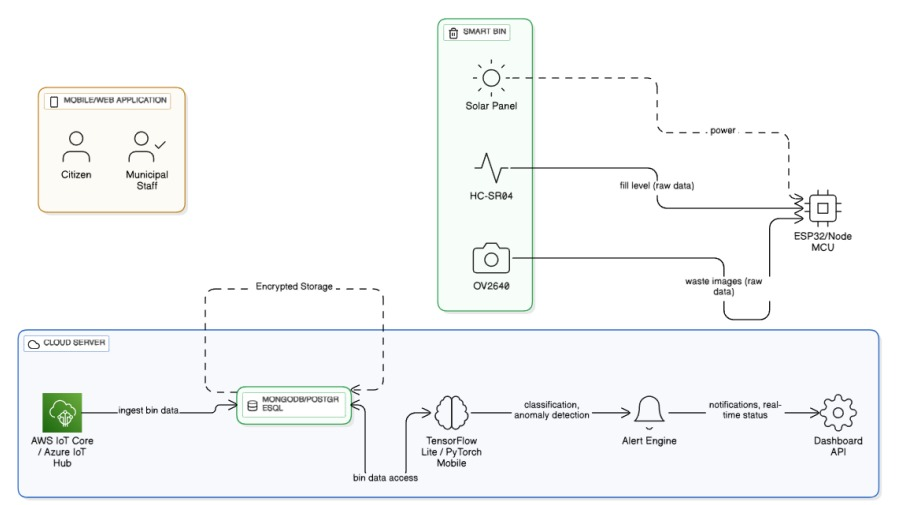 SMART BIN
Solar Panel
power
MOBILE/WEB APPLICATION
Citizen
Municipal
Staff
HC-SR04
fill level (raw data)
ESP32/Node
MCU
OV2640
waste images (raw
data)
Encrypted Storage
CLOUD SERVER
AWS IoT Core
/ Azure IoT
Hub
ingest bin data
MONGODB/POSTGR
ESQL
bin data access
TensorFlow
Lite / PyTorch
Mobile
classification,
anomaly detection
Alert Engine
notifications, real-
time status
Dashboard
API